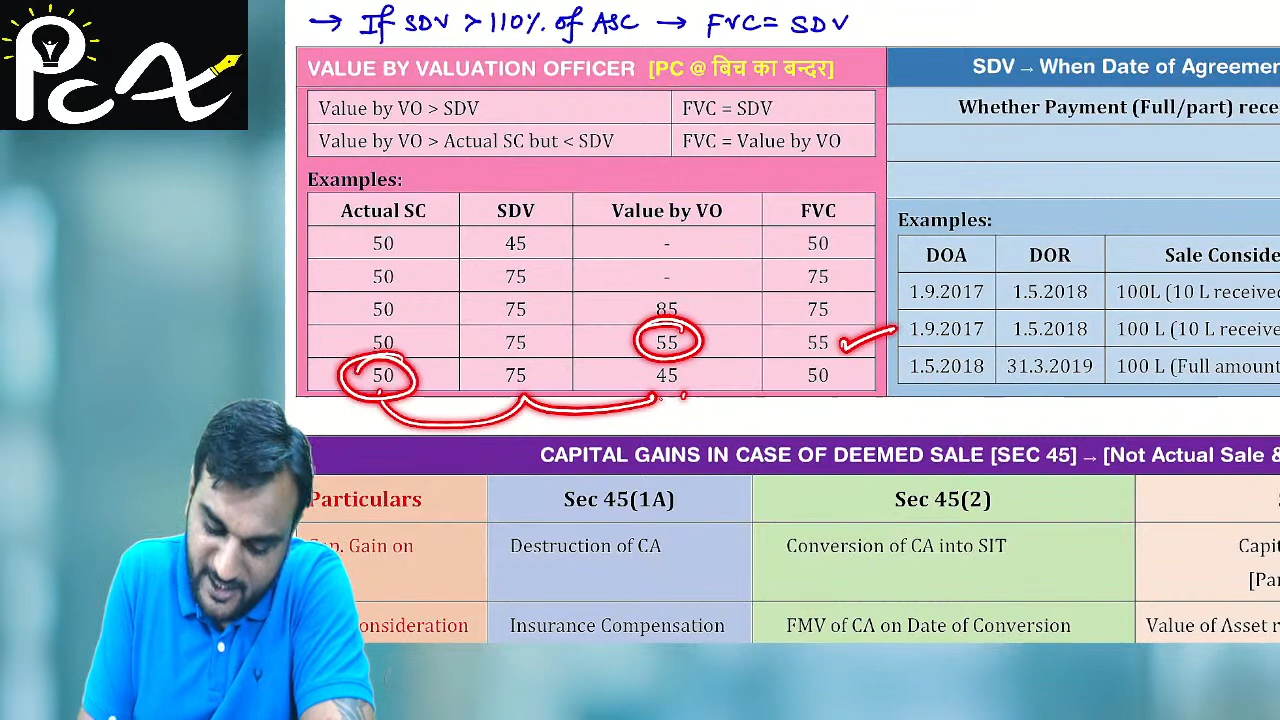 PCA
→ If SDV > 110% of ASC → FVC = SDV
VALUE BY VALUATION OFFICER [PC @ बिच का बन्दर]
Value by VO > SDV FVC = SDV
Value by VO > Actual SC but < SDV FVC = Value by VO
Examples:
Actual SC SDV Value by VO FVC
50 45 - 50
50 75 - 75
50 75 85 75
50 75 55 55
50 75 45 50
SDV → When Date of Agreemen
Whether Payment (Full/part) rece
Examples:
DOA DOR Sale Conside
1.9.2017 1.5.2018 100L (10 L received
1.9.2017 1.5.2018 100 L (10 L receive
1.5.2018 31.3.2019 100 L (Full amount
CAPITAL GAINS IN CASE OF DEEMED SALE [SEC 45] → [Not Actual Sale &
Particulars Sec 45(1A) Sec 45(2)
Gain on Destruction of CA Conversion of CA into SIT Capit
[Par
onsideration Insurance Compensation FMV of CA on Date of Conversion Value of Asset r